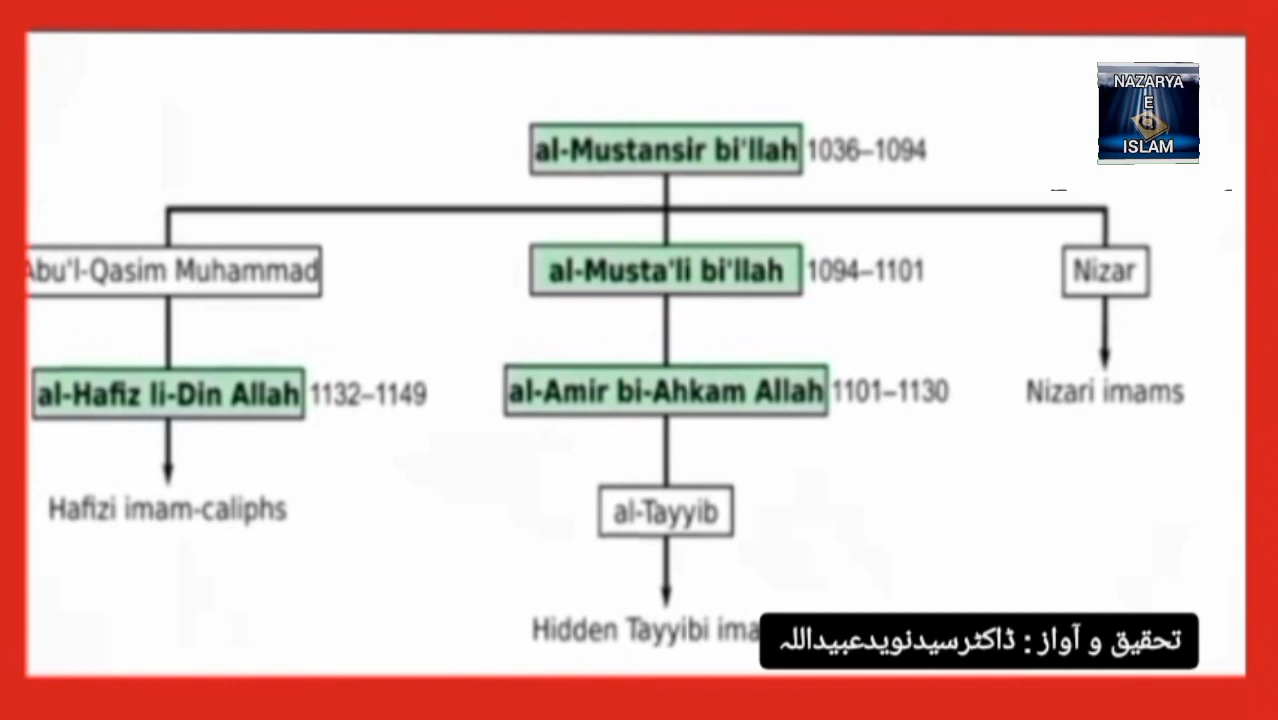 NAZARYA
E
ISLAM
al-Mustansir bi'llah 1036–1094
Abu'l-Qasim Muhammad
al-Musta'li bi'llah 1094–1101
Nizar
al-Hafiz li-Din Allah 1132–1149
al-Amir bi-Ahkam Allah 1101–1130
Nizari imams
Hafizi imam-caliphs
al-Tayyib
Hidden Tayyibi
تحقیق و آواز : ڈاکٹرسیدنویدعبیداللہ